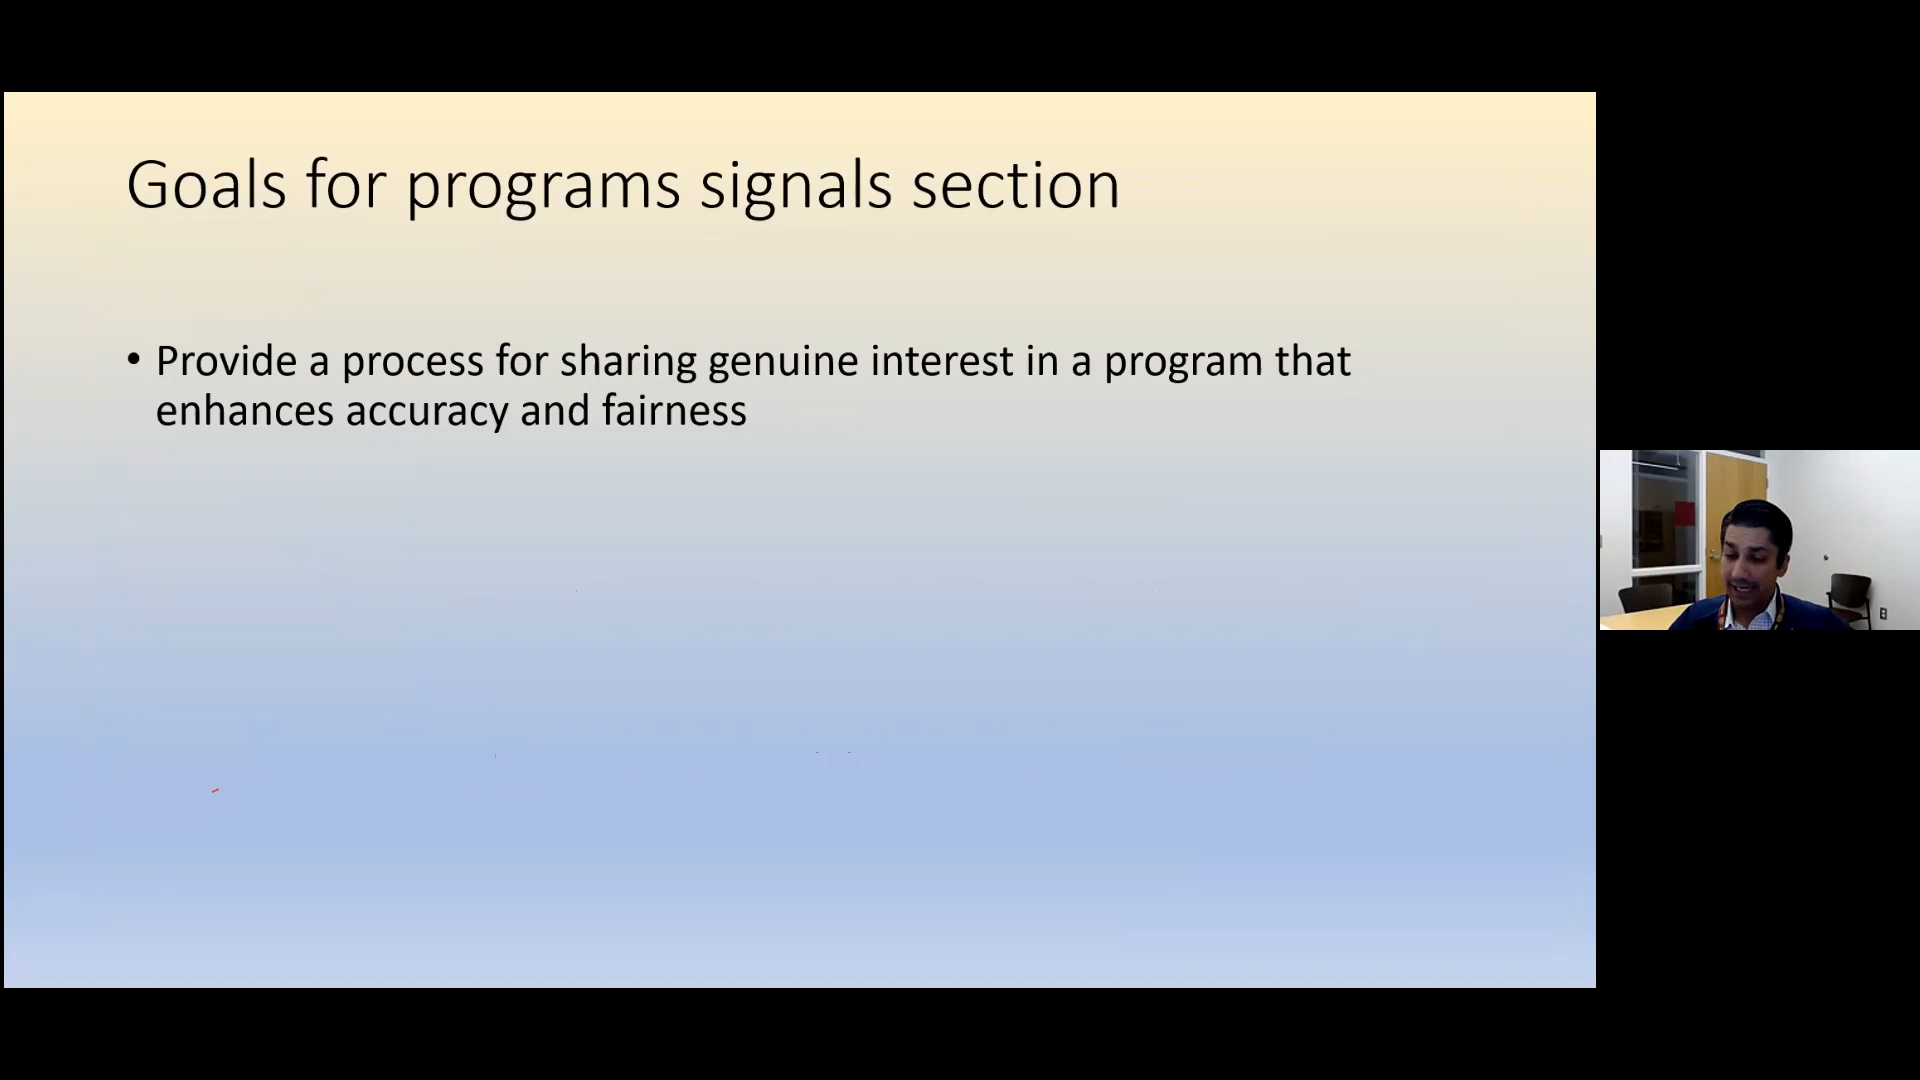 Goals for programs signals section
• Provide a process for sharing genuine interest in a program that
enhances accuracy and fairness